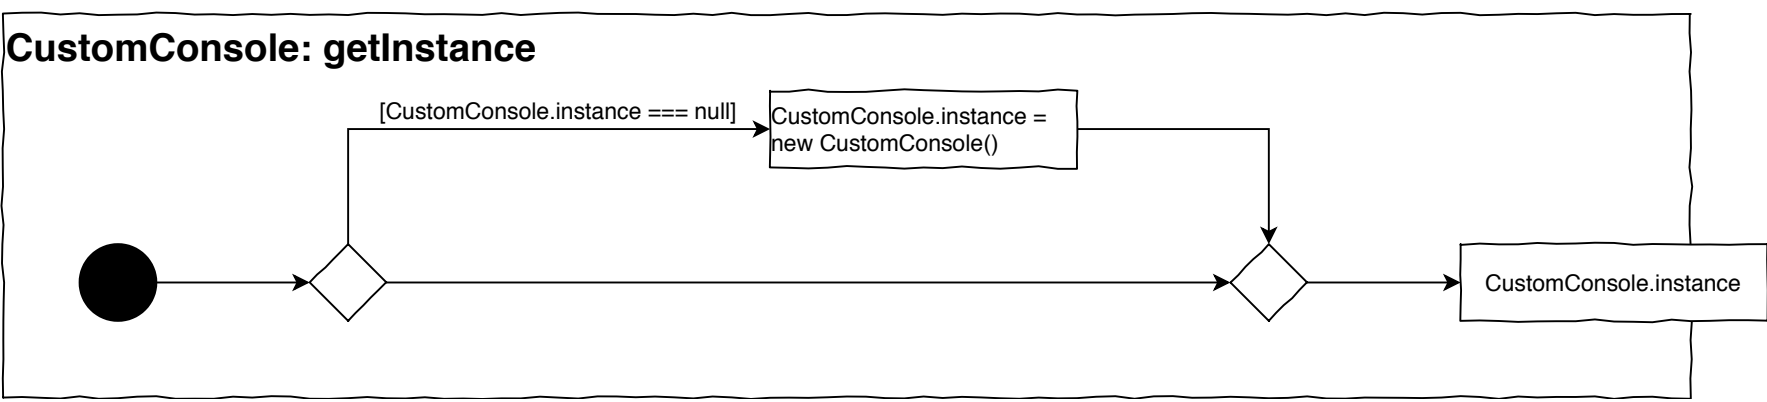 CustomConsole: getInstance
[CustomConsole.instance === null]
CustomConsole.instance =
new CustomConsole()
CustomConsole.instance